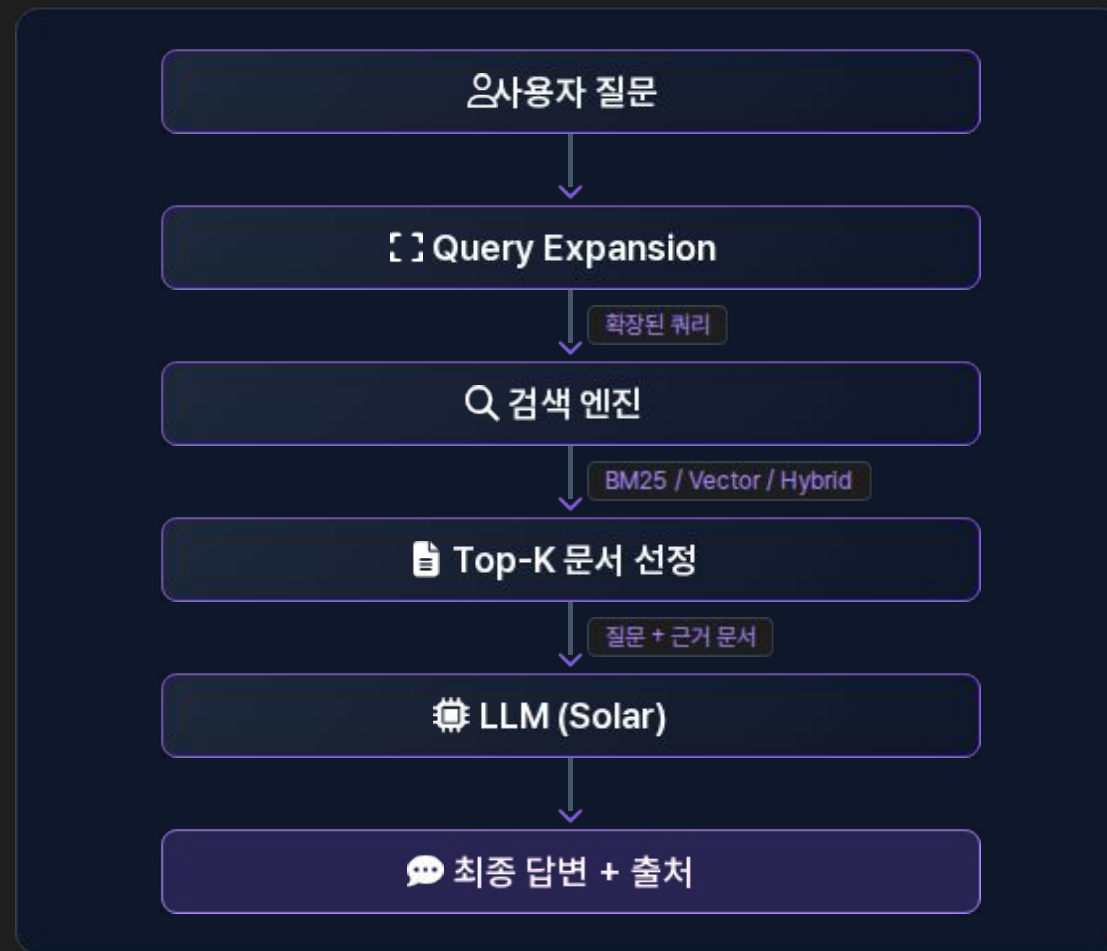 사용자 질문
Query Expansion
확장된 쿼리
검색 엔진
BM25 / Vector / Hybrid
Top-K 문서 선정
질문 + 근거 문서
LLM (Solar)
최종 답변 + 출처